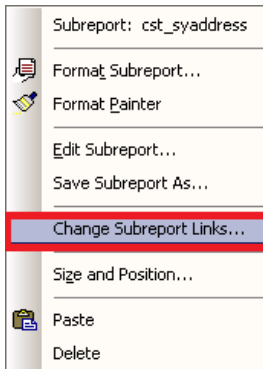 Subreport: cst_syaddress
Format Subreport...
Format Painter
Edit Subreport...
Save Subreport As...
Change Subreport Links...
Size and Position...
Paste
Delete